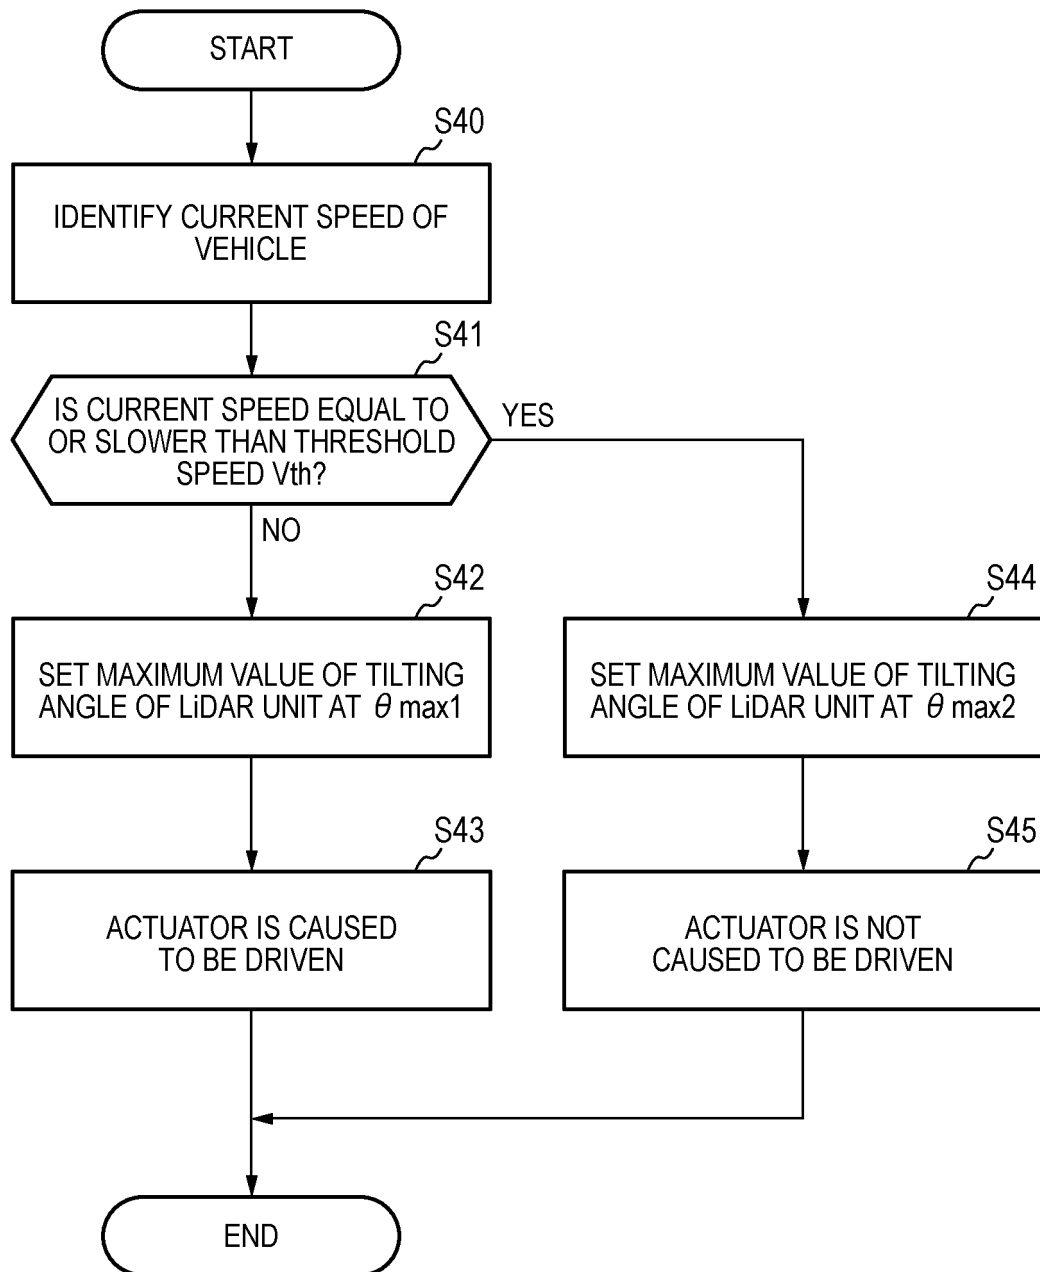 START
S40
IDENTIFY CURRENT SPEED OF
VEHICLE
S41
IS CURRENT SPEED EQUAL TO
OR SLOWER THAN THRESHOLD
SPEED Vth?
YES
NO
S42
SET MAXIMUM VALUE OF TILTING
ANGLE OF LiDAR UNIT AT θ max1
S44
SET MAXIMUM VALUE OF TILTING
ANGLE OF LiDAR UNIT AT θ max2
S43
ACTUATOR IS CAUSED
TO BE DRIVEN
S45
ACTUATOR IS NOT
CAUSED TO BE DRIVEN
END